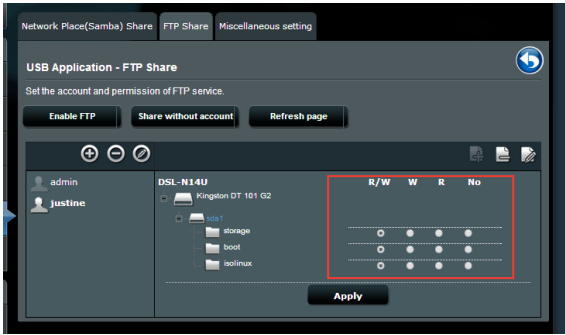 Network Place(Samba) Share FTP Share Miscellaneous setting
USB Application - FTP Share
Set the account and permission of FTP service.
Enable FTP Share without account Refresh page
admin
justine
DSL-N14U R/W W R No
Kingston DT 101 G2
sda1
storage
boot
isolinux
Apply